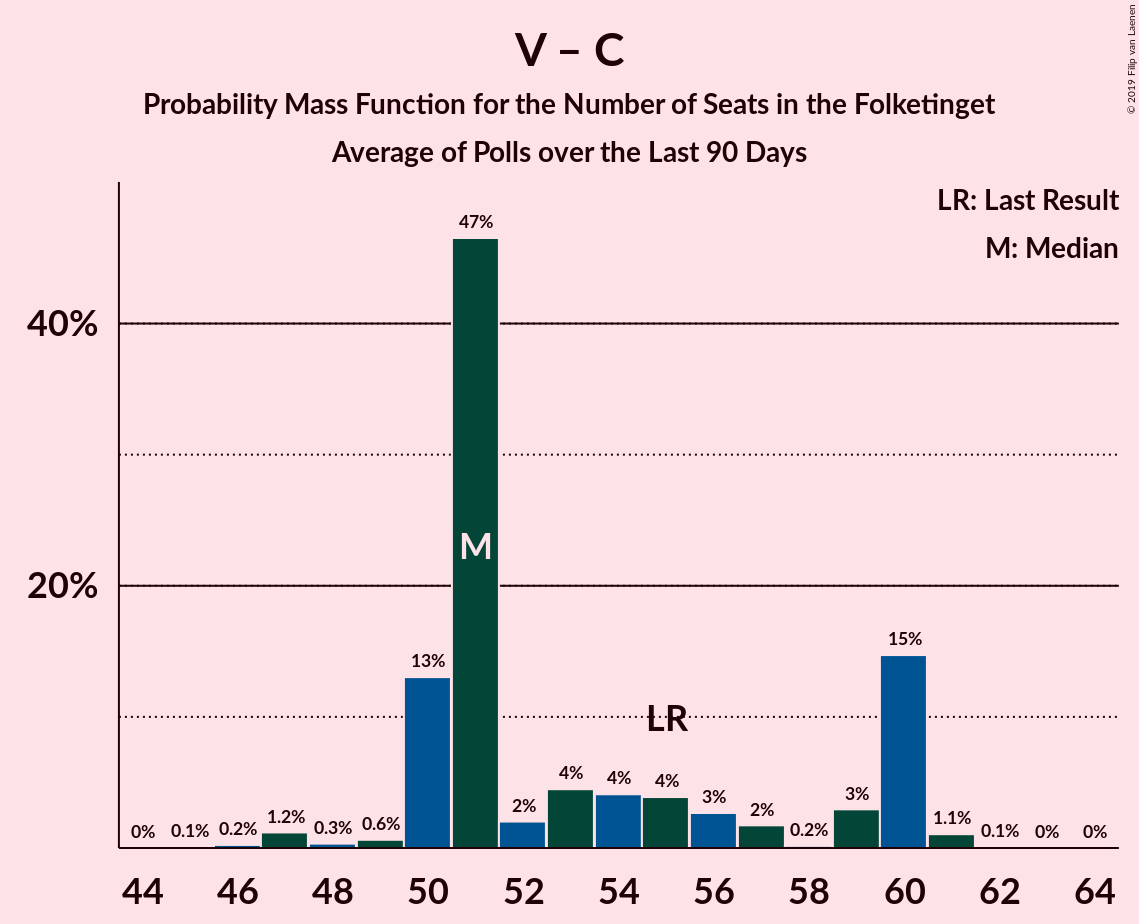 V – C
Probability Mass Function for the Number of Seats in the Folketinget
Average of Polls over the Last 90 Days
© 2019 Filip van Laenen
LR: Last Result
M: Median
47%
40%
M
20%
15%
13%
LR
4%
4%
4%
3%
3%
2%
2%
1.2%
1.1%
0.6%
0.3%
0.2%
0.2%
0%
0.1%
0.1%
0%
0%
44 46 48 50 52 54 56 58 60 62 64